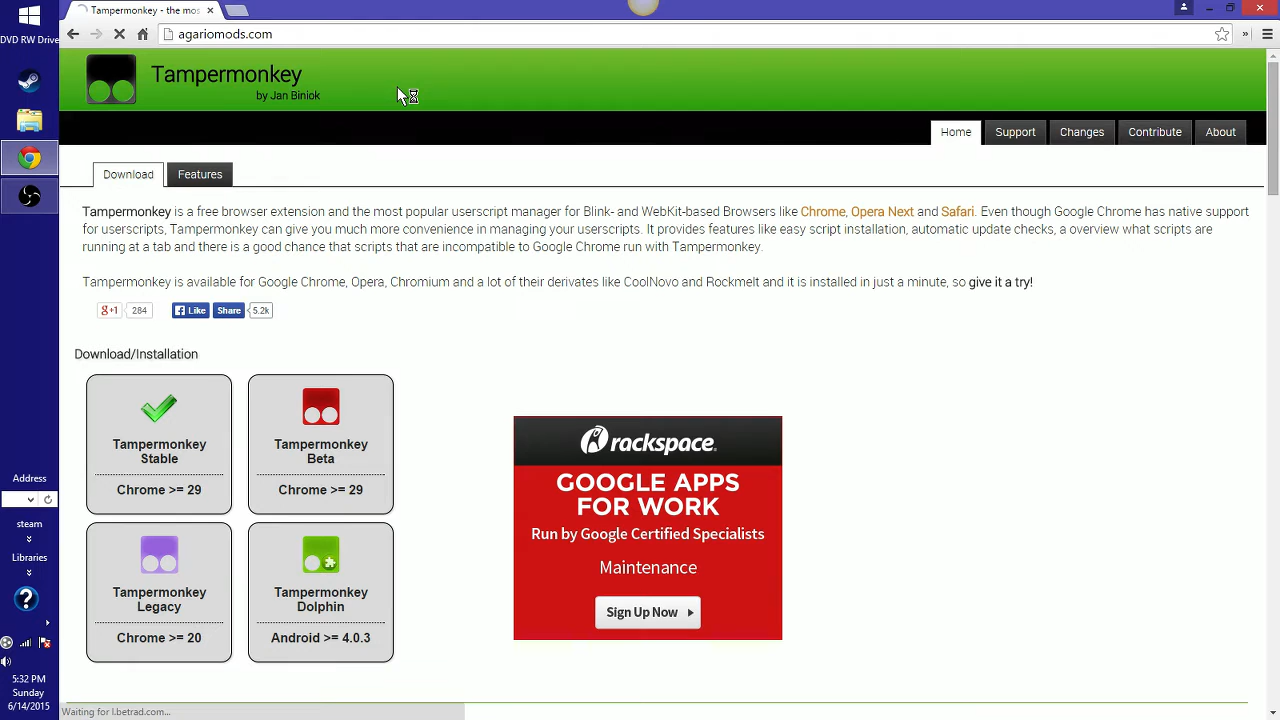 DVD RW Drive
Tampermonkey - the mos
agariomods.com
Tampermonkey
by Jan Biniok
Home
Support
Changes
Contribute
About
Download
Features
Tampermonkey is a free browser extension and the most popular userscript manager for Blink- and WebKit-based Browsers like Chrome, Opera Next and Safari. Even though Google Chrome has native support
for userscripts, Tampermonkey can give you much more convenience in managing your userscripts. It provides features like easy script installation, automatic update checks, a overview what scripts are
running at a tab and there is a good chance that scripts that are incompatible to Google Chrome run with Tampermonkey.
Tampermonkey is available for Google Chrome, Opera, Chromium and a lot of their derivates like CoolNovo and Rockmelt and it is installed in just a minute, so give it a try!
g+1
284
Like
Share
5.2k
Download/Installation
Tampermonkey
Stable
Chrome >= 29
Tampermonkey
Beta
Chrome >= 29
Tampermonkey
Legacy
Chrome >= 20
Tampermonkey
Dolphin
Android >= 4.0.3
rackspace
GOOGLE APPS
FOR WORK
Run by Google Certified Specialists
Maintenance
Sign Up Now
Address
steam
Libraries
5:32 PM
Sunday
6/14/2015
Waiting for l.betrad.com...